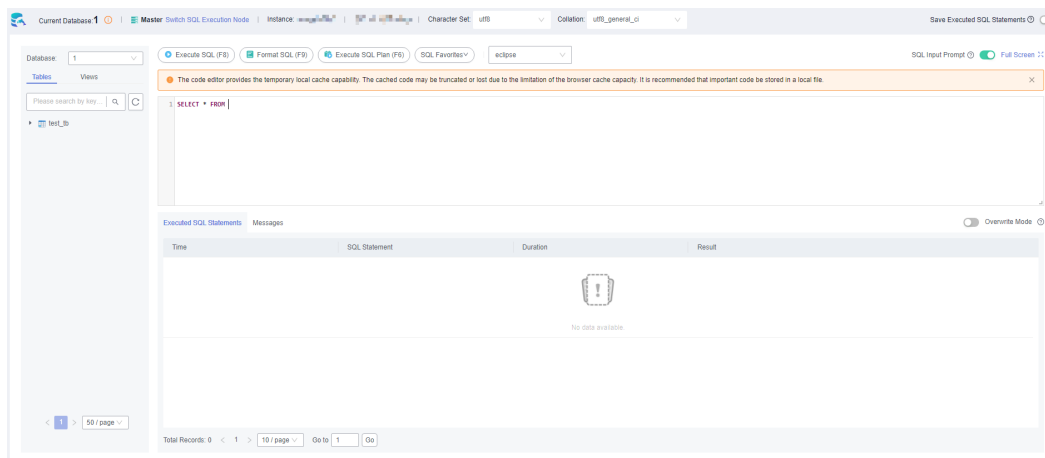 Current Database: 1 | Master Switch SQL Execution Node | Instance: | | Character Set: utf8 Collation: utf8_general_ci Save Executed SQL Statements
Database: 1
Tables Views
Please search by key...
test_tb
1 / page 50 / page
Execute SQL (F8) Format SQL (F9) Execute SQL Plan (F6) SQL Favorites eclipse SQL Input Prompt Full Screen
The code editor provides the temporary local cache capability. The cached code may be truncated or lost due to the limitation of the browser cache capacity. It is recommended that important code be stored in a local file.
1 SELECT * FROM
Executed SQL Statements Messages Overwrite Mode
Time SQL Statement Duration Result
No data available
Total Records: 0 < 1 > 10 / page Go to 1 Go